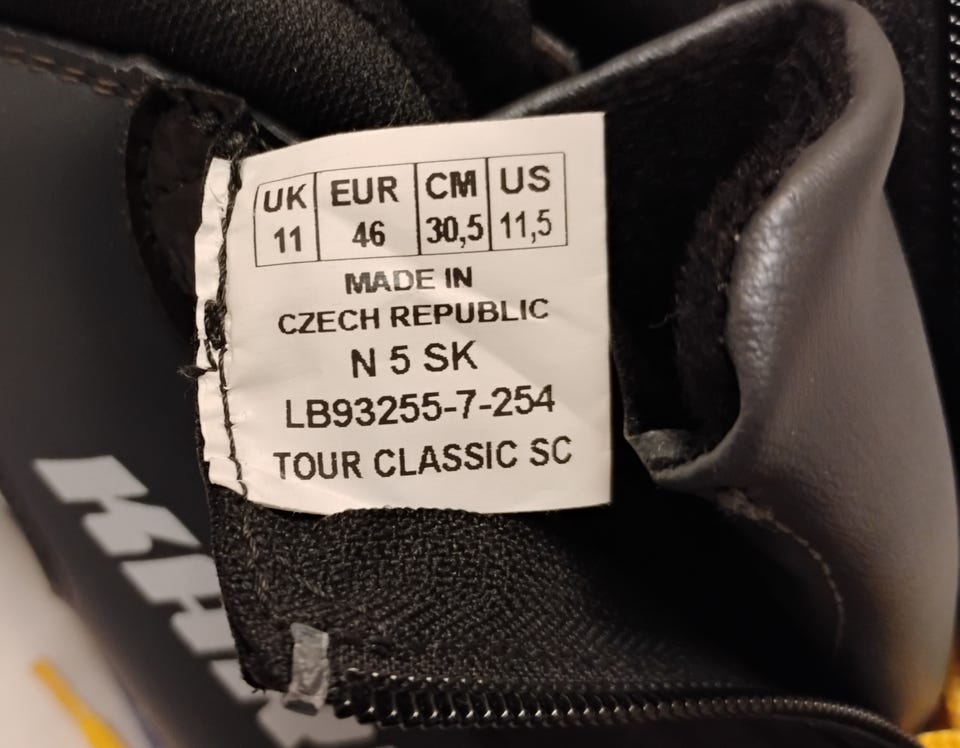 UK EUR CM US
11 46 30,5 11,5
MADE IN
CZECH REPUBLIC
N 5 SK
LB93255-7-254
TOUR CLASSIC SC